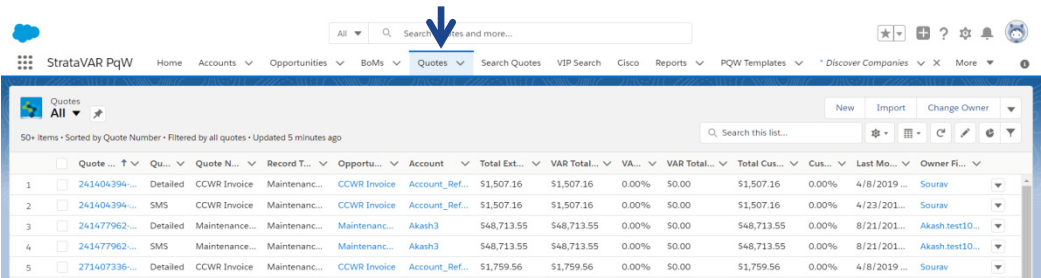 All Search Quotes and more...
StrataVAR PqW Home Accounts Opportunities BoMs Quotes Search Quotes VIP Search Cisco Reports PQW Templates * Discover Companies More
Quotes
All New Import Change Owner
50+ items • Sorted by Quote Number • Filtered by all quotes • Updated 5 minutes ago Search this list...
Quote ... Qu... Quote N... Record T... Opportu... Account Total Ext... VAR Total... VA... VAR Total... Total Cus... Cus... Last Mo... Owner Fi...
1 241404394-... Detailed CCWR Invoice Maintenanc... CCWR Invoice Account_Ref... $1,507.16 $1,507.16 0.00% $0.00 $1,507.16 0.00% 4/8/2019 ... Sourav
2 241404394-... SMS CCWR Invoice Maintenanc... CCWR Invoice Account_Ref... $1,507.16 $1,507.16 0.00% $0.00 $1,507.16 0.00% 4/23/201... Sourav
3 241477962-... Detailed Maintenance... Maintenanc... Maintenanc... Akash3 $48,713.55 $48,713.55 0.00% $0.00 $48,713.55 0.00% 8/21/201... Akash.test10...
4 241477962-... SMS Maintenance... Maintenanc... Maintenanc... Akash3 $48,713.55 $48,713.55 0.00% $0.00 $48,713.55 0.00% 8/21/201... Akash.test10...
5 271407336-... Detailed CCWR Invoice Maintenanc... CCWR Invoice Account_Ref... $1,759.56 $1,759.56 0.00% $0.00 $1,759.56 0.00% 4/8/2019 ... Sourav